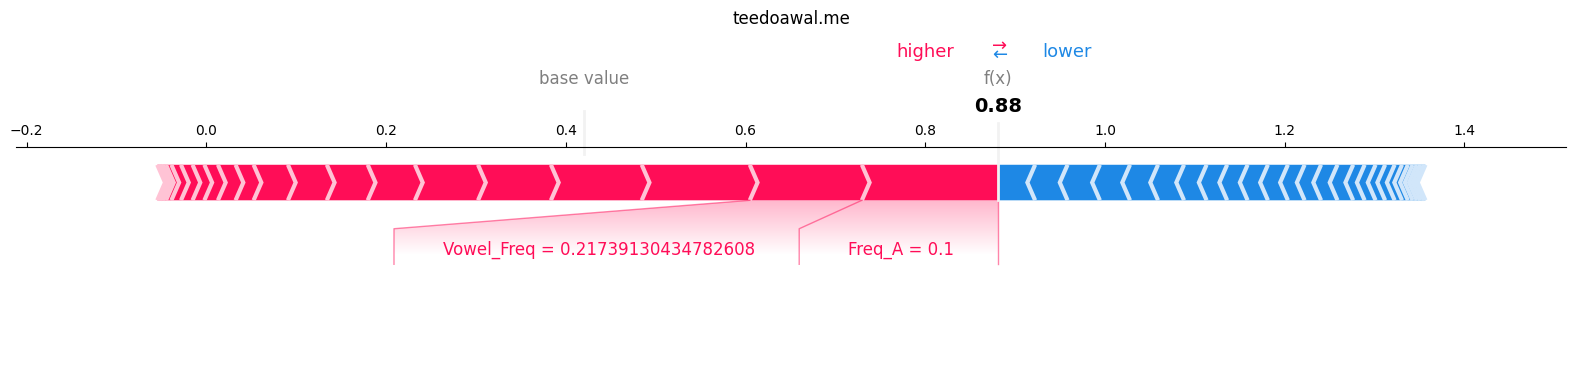 teedoawal.me
higher ⇄ lower
base value f(x)
0.88
−0.2 0.0 0.2 0.4 0.6 0.8 1.0 1.2 1.4
Vowel_Freq = 0.21739130434782608 Freq_A = 0.1